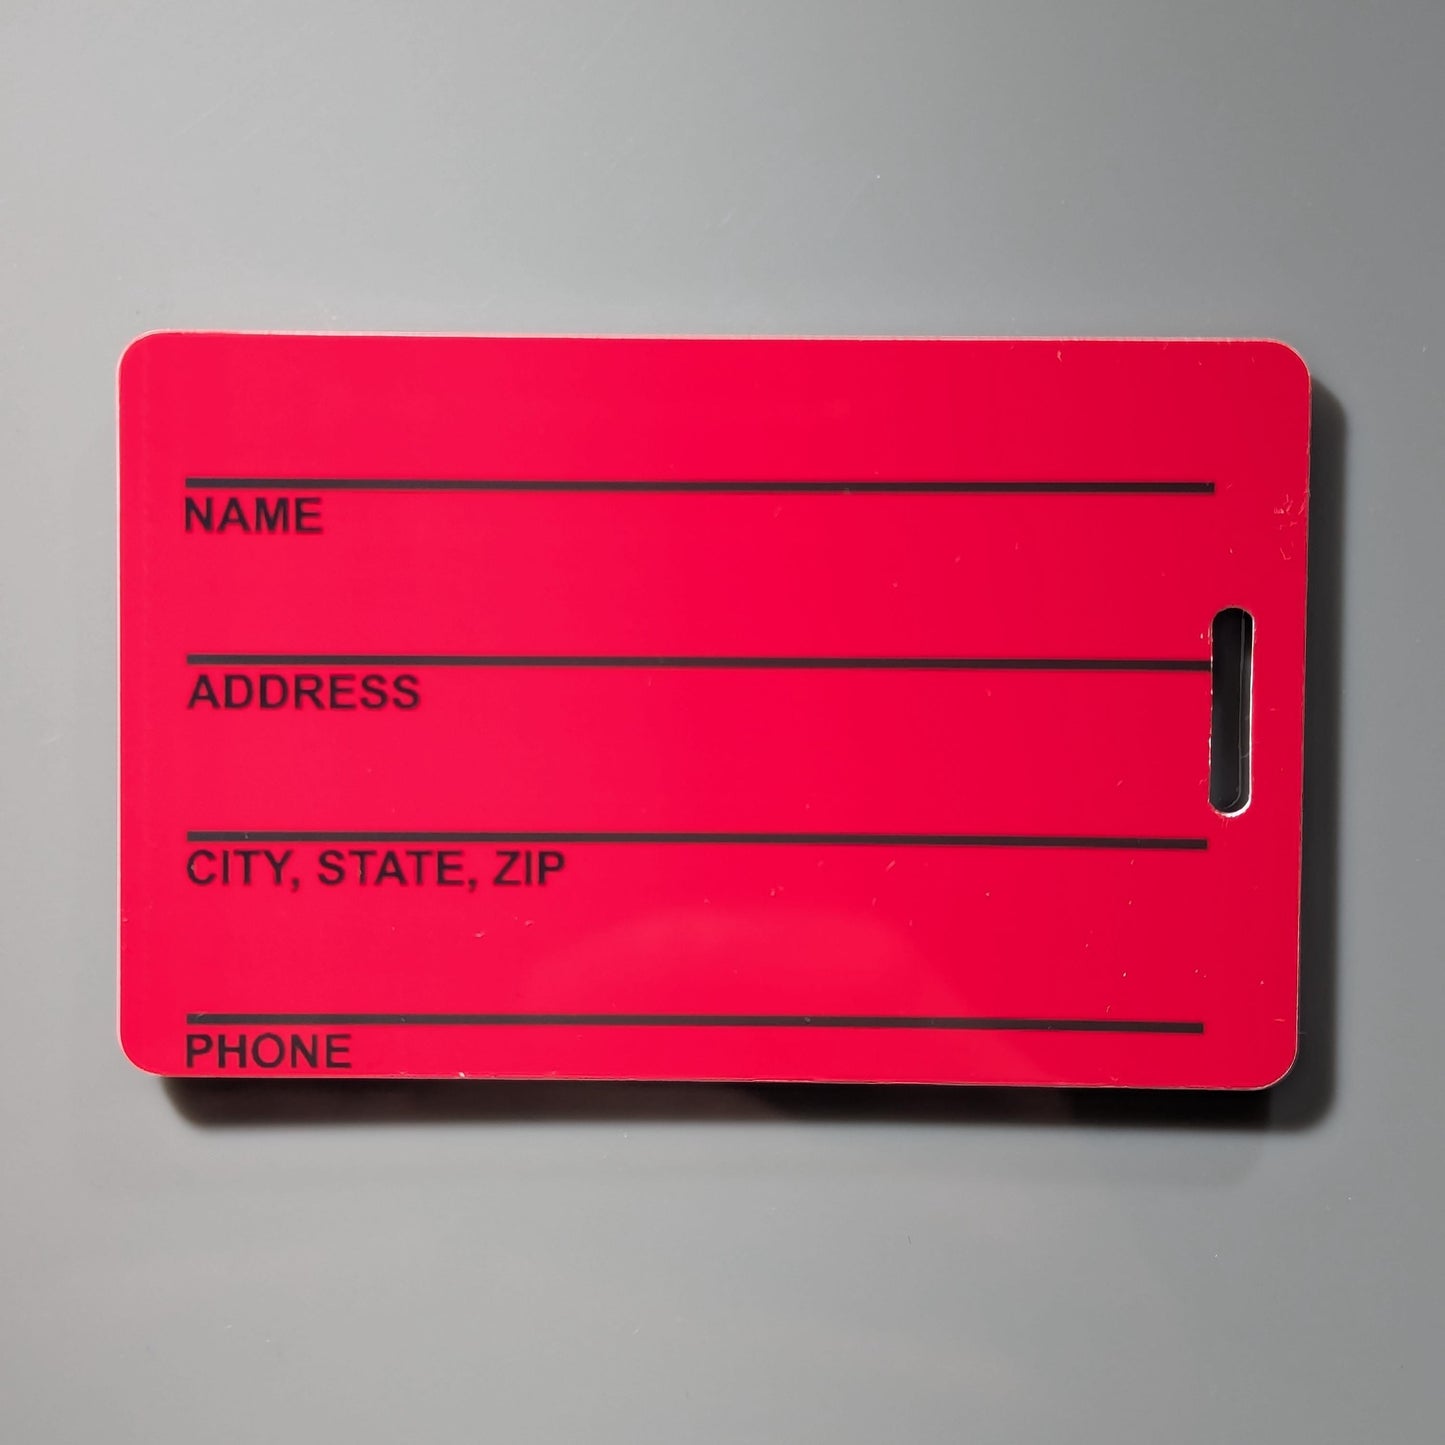 NAME
ADDRESS
CITY, STATE, ZIP
PHONE